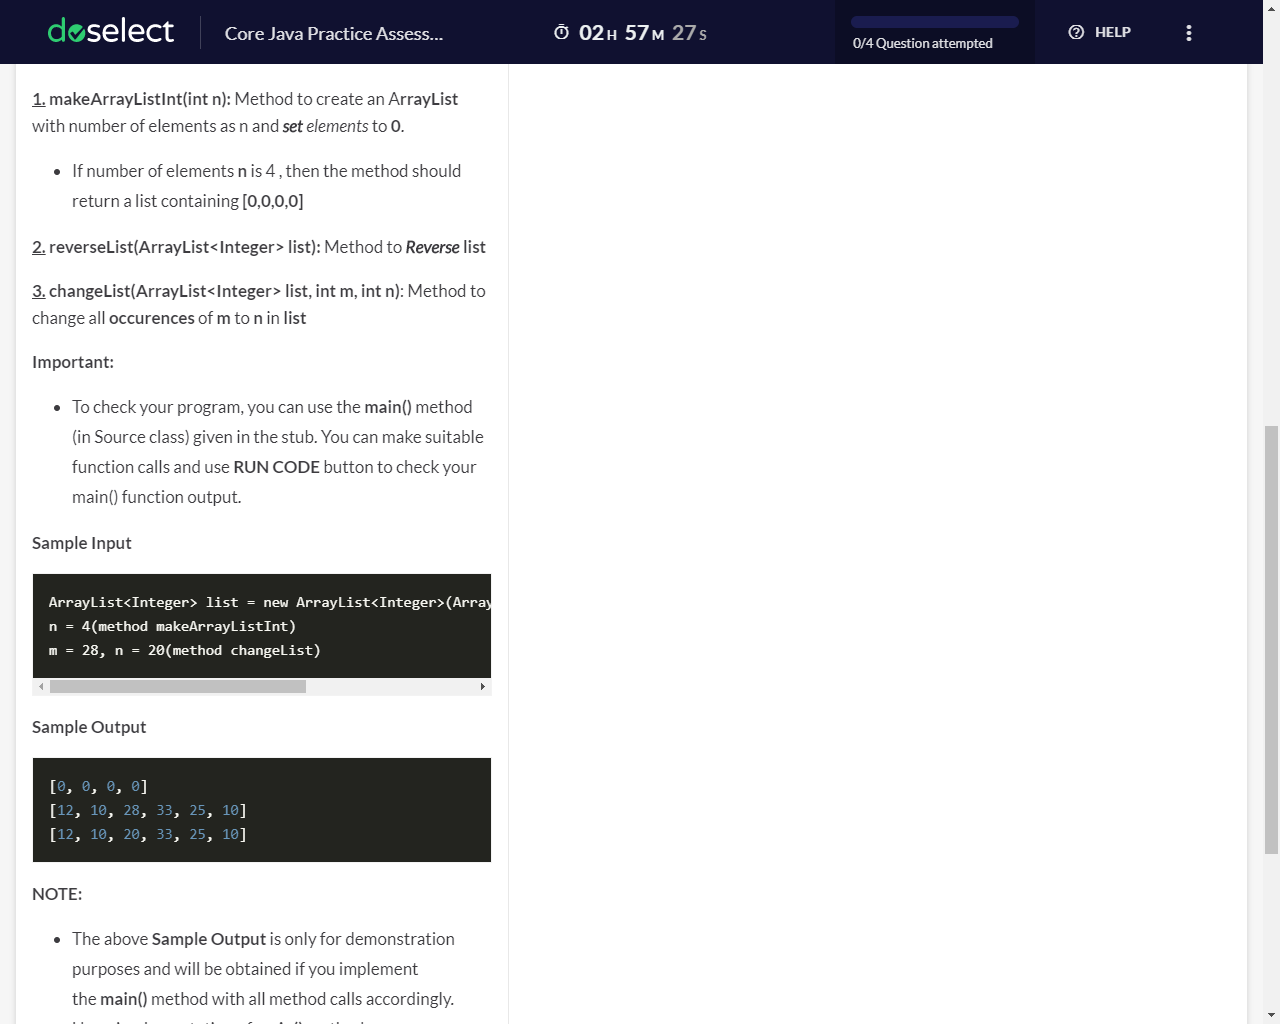 doselect
Core Java Practice Assess...
02H 57M 27S
0/4 Question attempted
HELP
1. makeArrayListInt(int n): Method to create an ArrayList
with number of elements as n and set elements to 0.
• If number of elements n is 4 , then the method should
return a list containing [0,0,0,0]
2. reverseList(ArrayList<Integer> list): Method to Reverse list
3. changeList(ArrayList<Integer> list, int m, int n): Method to
change all occurences of m to n in list
Important:
• To check your program, you can use the main() method
(in Source class) given in the stub. You can make suitable
function calls and use RUN CODE button to check your
main() function output.
Sample Input
ArrayList<Integer> list = new ArrayList<Integer>(Array
n = 4(method makeArrayListInt)
m = 28, n = 20(method changeList)
Sample Output
[0, 0, 0, 0]
[12, 10, 28, 33, 25, 10]
[12, 10, 20, 33, 25, 10]
NOTE:
• The above Sample Output is only for demonstration
purposes and will be obtained if you implement
the main() method with all method calls accordingly.